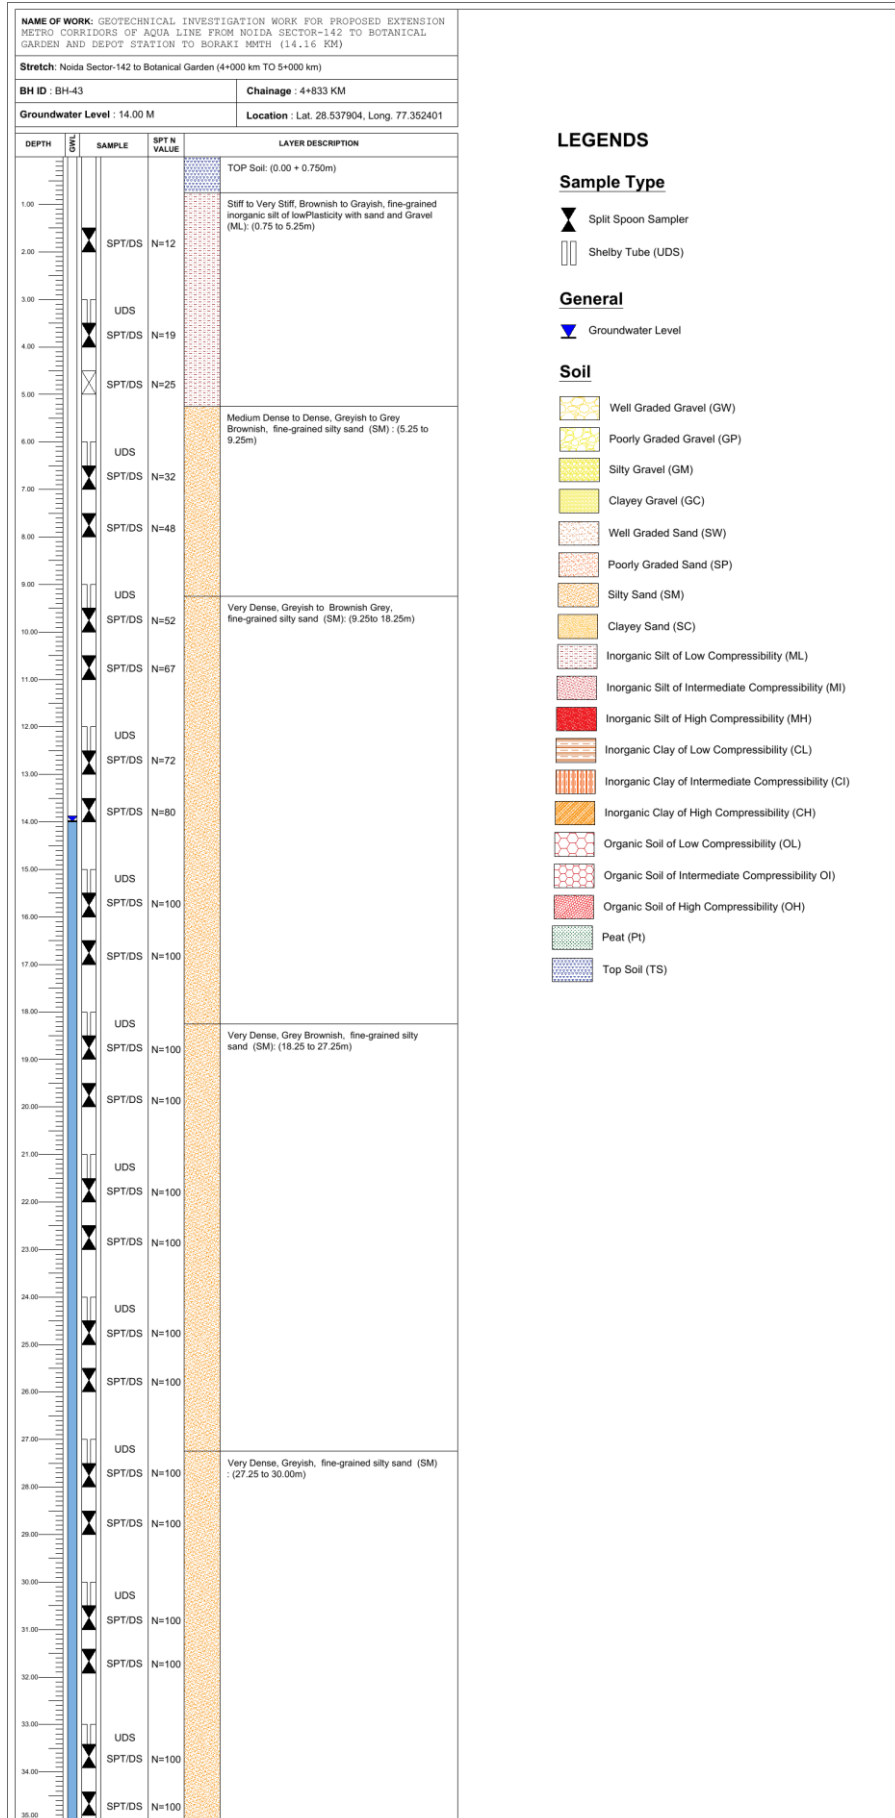 NAME OF WORK: GEOTECHNICAL INVESTIGATION WORK FOR PROPOSED EXTENSION
METRO CORRIDORS OF AQUA LINE FROM NOIDA SECTOR-142 TO BOTANICAL
GARDEN AND DEPOT STATION TO BORAKI MMTH (14.16 KM)
Stretch: Noida Sector-142 to Botanical Garden (4+000 km TO 5+000 km)
BH ID : BH-43
Chainage : 4+833 KM
Groundwater Level : 14.00 M
Location : Lat. 28.537904, Long. 77.352401
DEPTH
GWL
SAMPLE
SPT N
VALUE
LAYER DESCRIPTION
TOP Soil: (0.00 + 0.750m)
1.00
Stiff to Very Stiff, Brownish to Grayish, fine-grained
inorganic silt of lowPlasticity with sand and Gravel
(ML): (0.75 to 5.25m)
SPT/DS N=12
2.00
3.00
UDS
SPT/DS N=19
4.00
SPT/DS N=25
5.00
Medium Dense to Dense, Greyish to Grey
Brownish, fine-grained silty sand (SM) : (5.25 to
9.25m)
6.00
UDS
SPT/DS N=32
7.00
SPT/DS N=48
8.00
9.00
UDS
Very Dense, Greyish to Brownish Grey,
fine-grained silty sand (SM): (9.25to 18.25m)
SPT/DS N=52
10.00
SPT/DS N=67
11.00
12.00
UDS
SPT/DS N=72
13.00
SPT/DS N=80
14.00
15.00
UDS
SPT/DS N=100
16.00
SPT/DS N=100
17.00
18.00
UDS
Very Dense, Grey Brownish, fine-grained silty
sand (SM): (18.25 to 27.25m)
SPT/DS N=100
19.00
SPT/DS N=100
20.00
21.00
UDS
SPT/DS N=100
22.00
SPT/DS N=100
23.00
24.00
UDS
SPT/DS N=100
25.00
SPT/DS N=100
26.00
27.00
UDS
Very Dense, Greyish, fine-grained silty sand (SM)
: (27.25 to 30.00m)
SPT/DS N=100
28.00
SPT/DS N=100
29.00
30.00
UDS
SPT/DS N=100
31.00
SPT/DS N=100
32.00
33.00
UDS
SPT/DS N=100
34.00
SPT/DS N=100
35.00
LEGENDS
Sample Type
Split Spoon Sampler
Shelby Tube (UDS)
General
Groundwater Level
Soil
Well Graded Gravel (GW)
Poorly Graded Gravel (GP)
Silty Gravel (GM)
Clayey Gravel (GC)
Well Graded Sand (SW)
Poorly Graded Sand (SP)
Silty Sand (SM)
Clayey Sand (SC)
Inorganic Silt of Low Compressibility (ML)
Inorganic Silt of Intermediate Compressibility (MI)
Inorganic Silt of High Compressibility (MH)
Inorganic Clay of Low Compressibility (CL)
Inorganic Clay of Intermediate Compressibility (CI)
Inorganic Clay of High Compressibility (CH)
Organic Soil of Low Compressibility (OL)
Organic Soil of Intermediate Compressibility OI)
Organic Soil of High Compressibility (OH)
Peat (Pt)
Top Soil (TS)